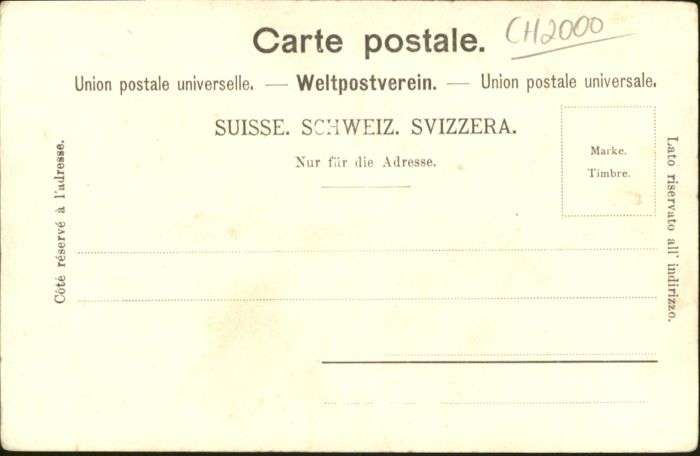 Carte postale.
CH2000
Union postale universelle. — Weltpostverein. — Union postale universale.
SUISSE. SCHWEIZ. SVIZZERA.
Nur für die Adresse.
Marke.
Timbre.
Côté réservé à l'adresse.
Lato riservato all' indirizzo.